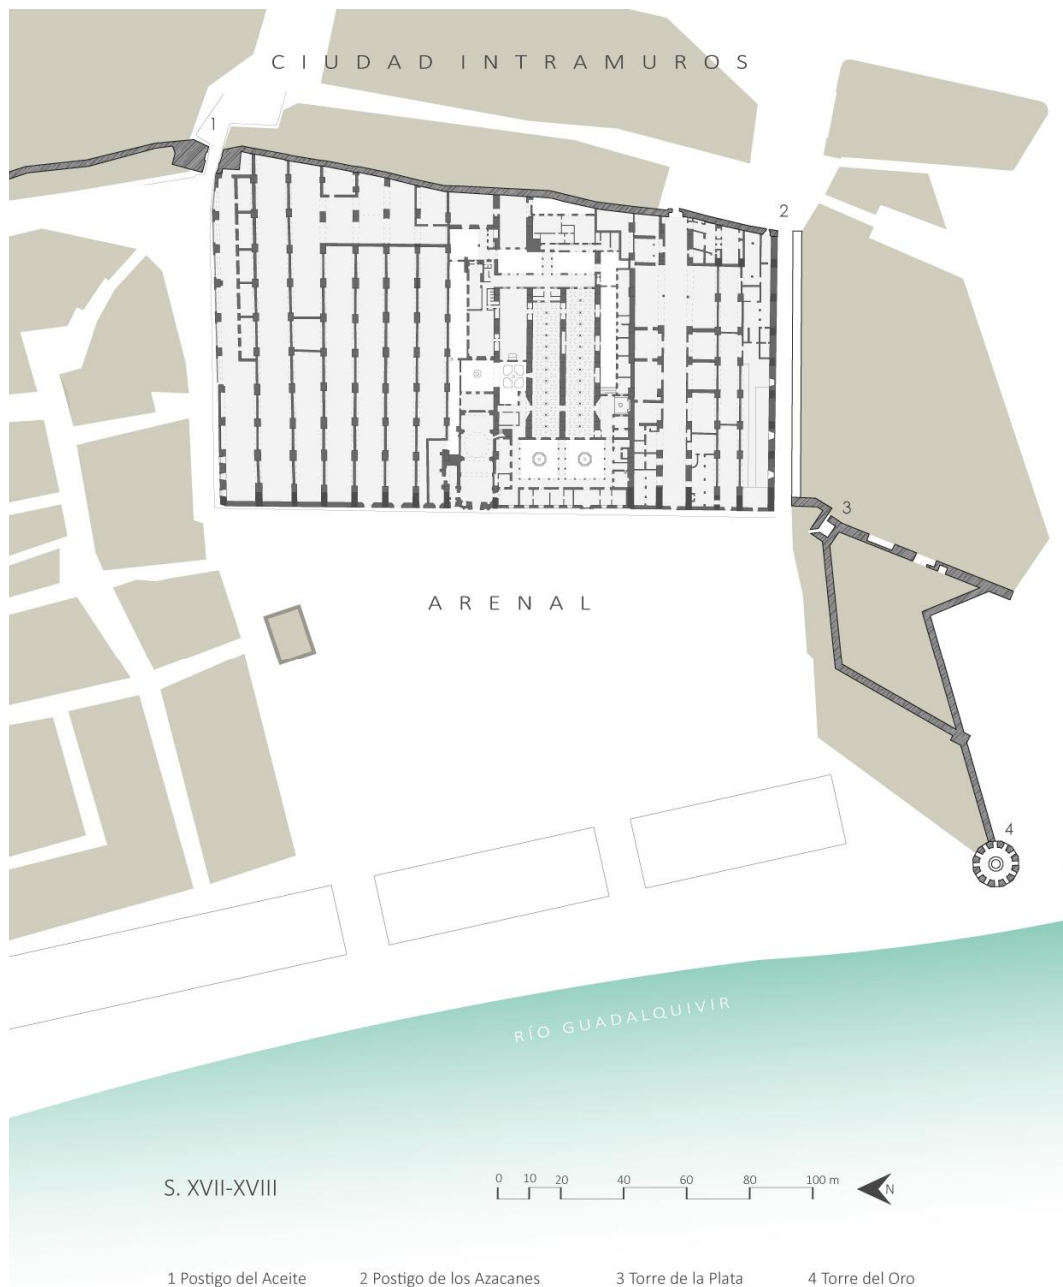 CIUDAD INTRAMUROS
1
2
3
ARENAL
4
RÍO GUADALQUIVIR
S. XVII-XVIII
0 10 20 40 60 80 100 m
N
1 Postigo del Aceite 2 Postigo de los Azacanes 3 Torre de la Plata 4 Torre del Oro